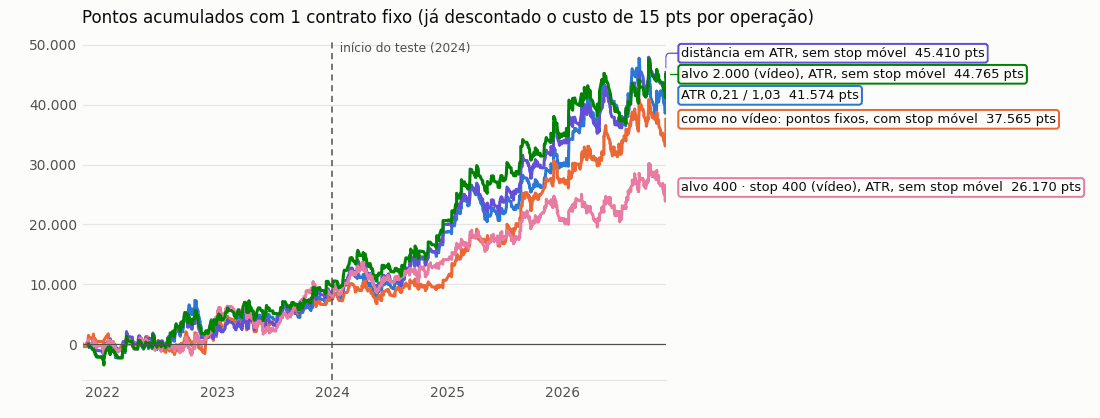 Pontos acumulados com 1 contrato fixo (já descontado o custo de 15 pts por operação)
50.000
40.000
30.000
20.000
10.000
0
início do teste (2024)
distância em ATR, sem stop móvel 45.410 pts
alvo 2.000 (vídeo), ATR, sem stop móvel 44.765 pts
ATR 0,21 / 1,03 41.574 pts
como no vídeo: pontos fixos, com stop móvel 37.565 pts
alvo 400 · stop 400 (vídeo), ATR, sem stop móvel 26.170 pts
2022
2023
2024
2025
2026